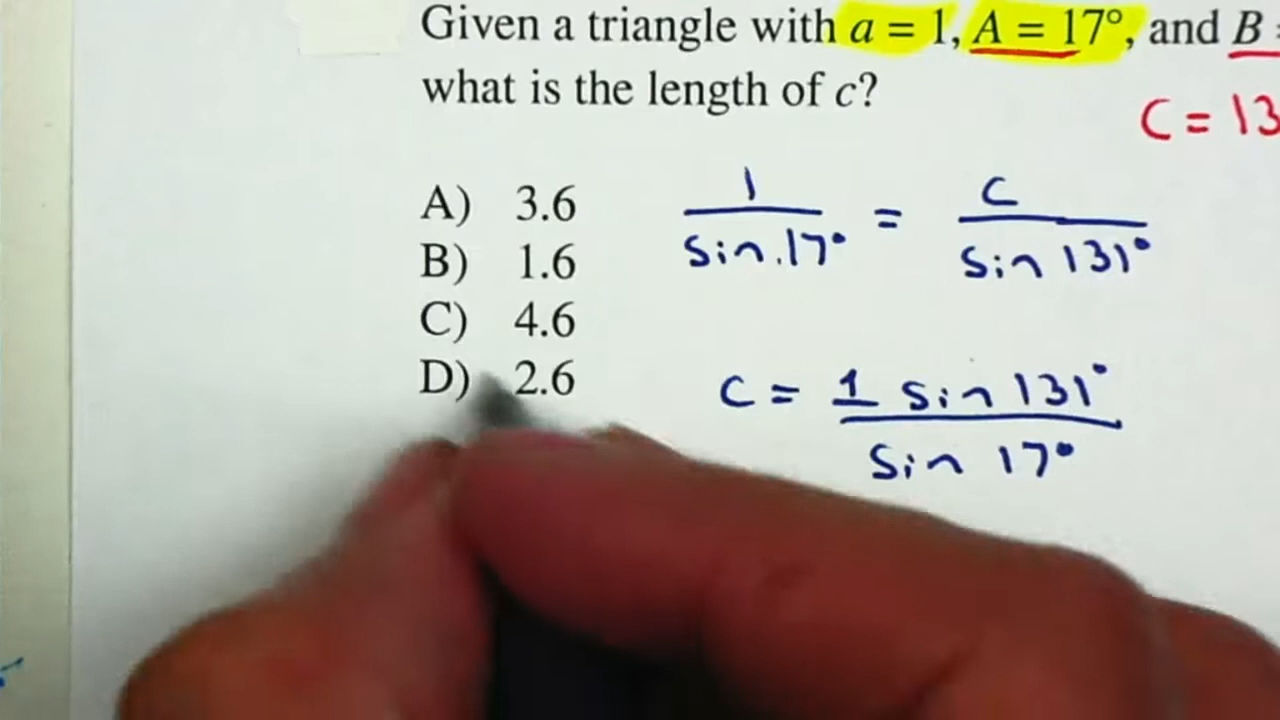 Given a triangle with a = 1, A = 17°, and B =
what is the length of c?
C = 13
A) 3.6
B) 1.6
C) 4.6
D) 2.6
1 / sin 17° = c / sin 131°
c = 1 sin 131° / sin 17°